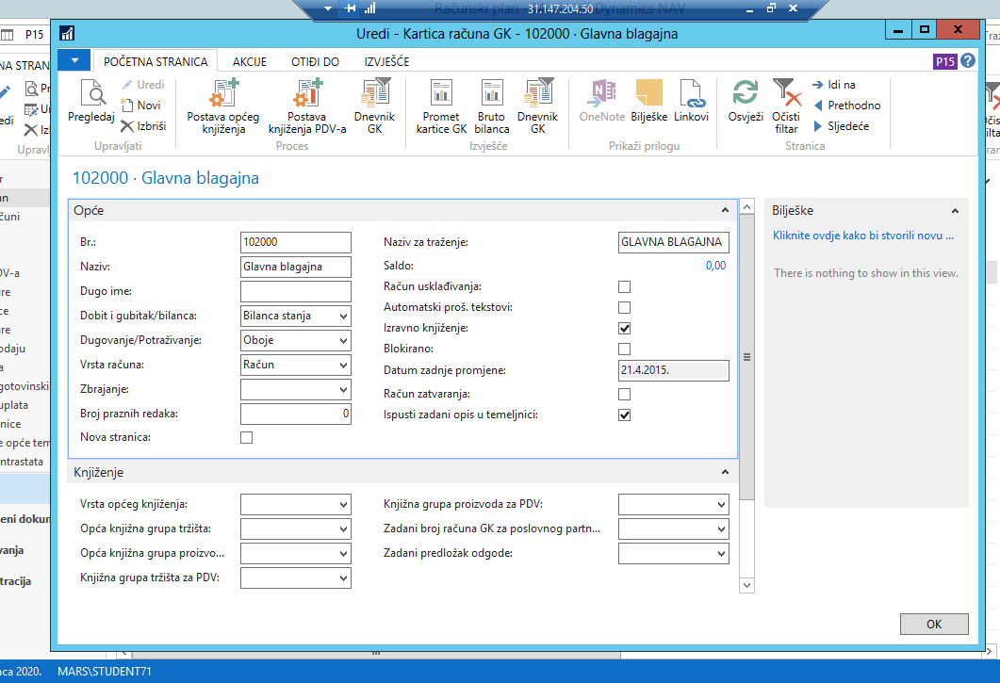 Računski plan - 31.147.204.50 Dynamics NAV
Uredi - Kartica računa GK - 102000 · Glavna blagajna
P15
POČETNA STRANICA AKCIJE OTIĐI DO IZVJEŠĆE
P15
Pregledaj
Uredi
Novi
Izbriši
Upravljati
Postava općeg knjiženja
Postava knjiženja PDV-a
Dnevnik GK
Proces
Promet kartice GK
Bruto bilanca
Dnevnik GK
Izvješće
OneNote
Bilješke
Linkovi
Prikaži prilogu
Osvježi
Očisti filtar
Idi na
Prethodno
Sljedeće
Stranica
102000 · Glavna blagajna
Opće
Br.: 102000
Naziv: Glavna blagajna
Dugo ime:
Dobit i gubitak/bilanca: Bilanca stanja
Dugovanje/Potraživanje: Oboje
Vrsta računa: Račun
Zbrajanje:
Broj praznih redaka: 0
Nova stranica:
Naziv za traženje: GLAVNA BLAGAJNA
Saldo: 0,00
Račun usklađivanja:
Automatski proš. tekstovi:
Izravno knjiženje:
Blokirano:
Datum zadnje promjene: 21.4.2015.
Račun zatvaranja:
Ispusti zadani opis u temeljnici:
Knjiženje
Vrsta općeg knjiženja:
Opća knjižna grupa tržišta:
Opća knjižna grupa proizvo...
Knjižna grupa tržišta za PDV:
Knjižna grupa proizvoda za PDV:
Zadani broj računa GK za poslovnog partn...
Zadani predložak odgode:
Bilješke
Kliknite ovdje kako bi stvorili novu ...
There is nothing to show in this view.
OK
2020. MARS\STUDENT71